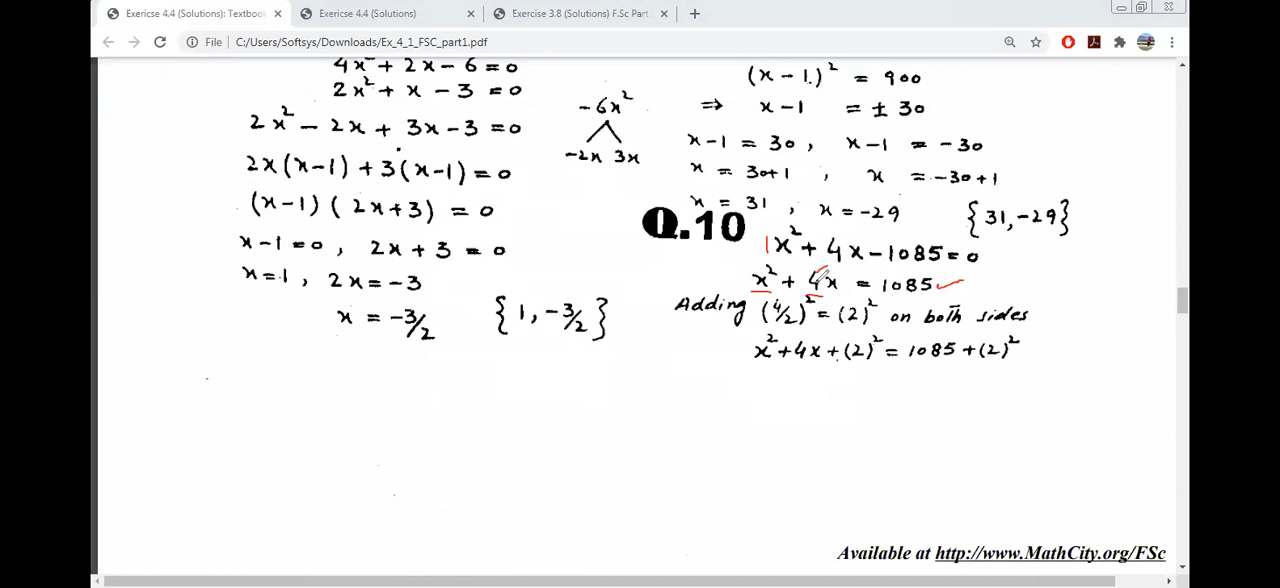 Exericse 4.4 (Solutions): Textboo
Exericse 4.4 (Solutions)
Exercise 3.8 (Solutions) F.Sc Part
File C:/Users/Softsys/Downloads/Ex_4_1_FSC_part1.pdf
4x² + 2x - 6 = 0
2x² + x - 3 = 0
2x² - 2x + 3x - 3 = 0
-6x²
-2x 3x
2x(x-1) + 3(x-1) = 0
(x-1)(2x+3) = 0
x-1=0, 2x+3=0
x=1, 2x=-3
x = -3/2 {1, -3/2}
(x-1)² = 900
⇒ x-1 = ± 30
x-1 = 30, x-1 = -30
x = 30+1, x = -30+1
x = 31, x = -29 {31, -29}
Q.10
1x² + 4x - 1085 = 0
x² + 4x = 1085
Adding (4/2)² = (2)² on both sides
x² + 4x + (2)² = 1085 + (2)²
Available at http://www.MathCity.org/FSc